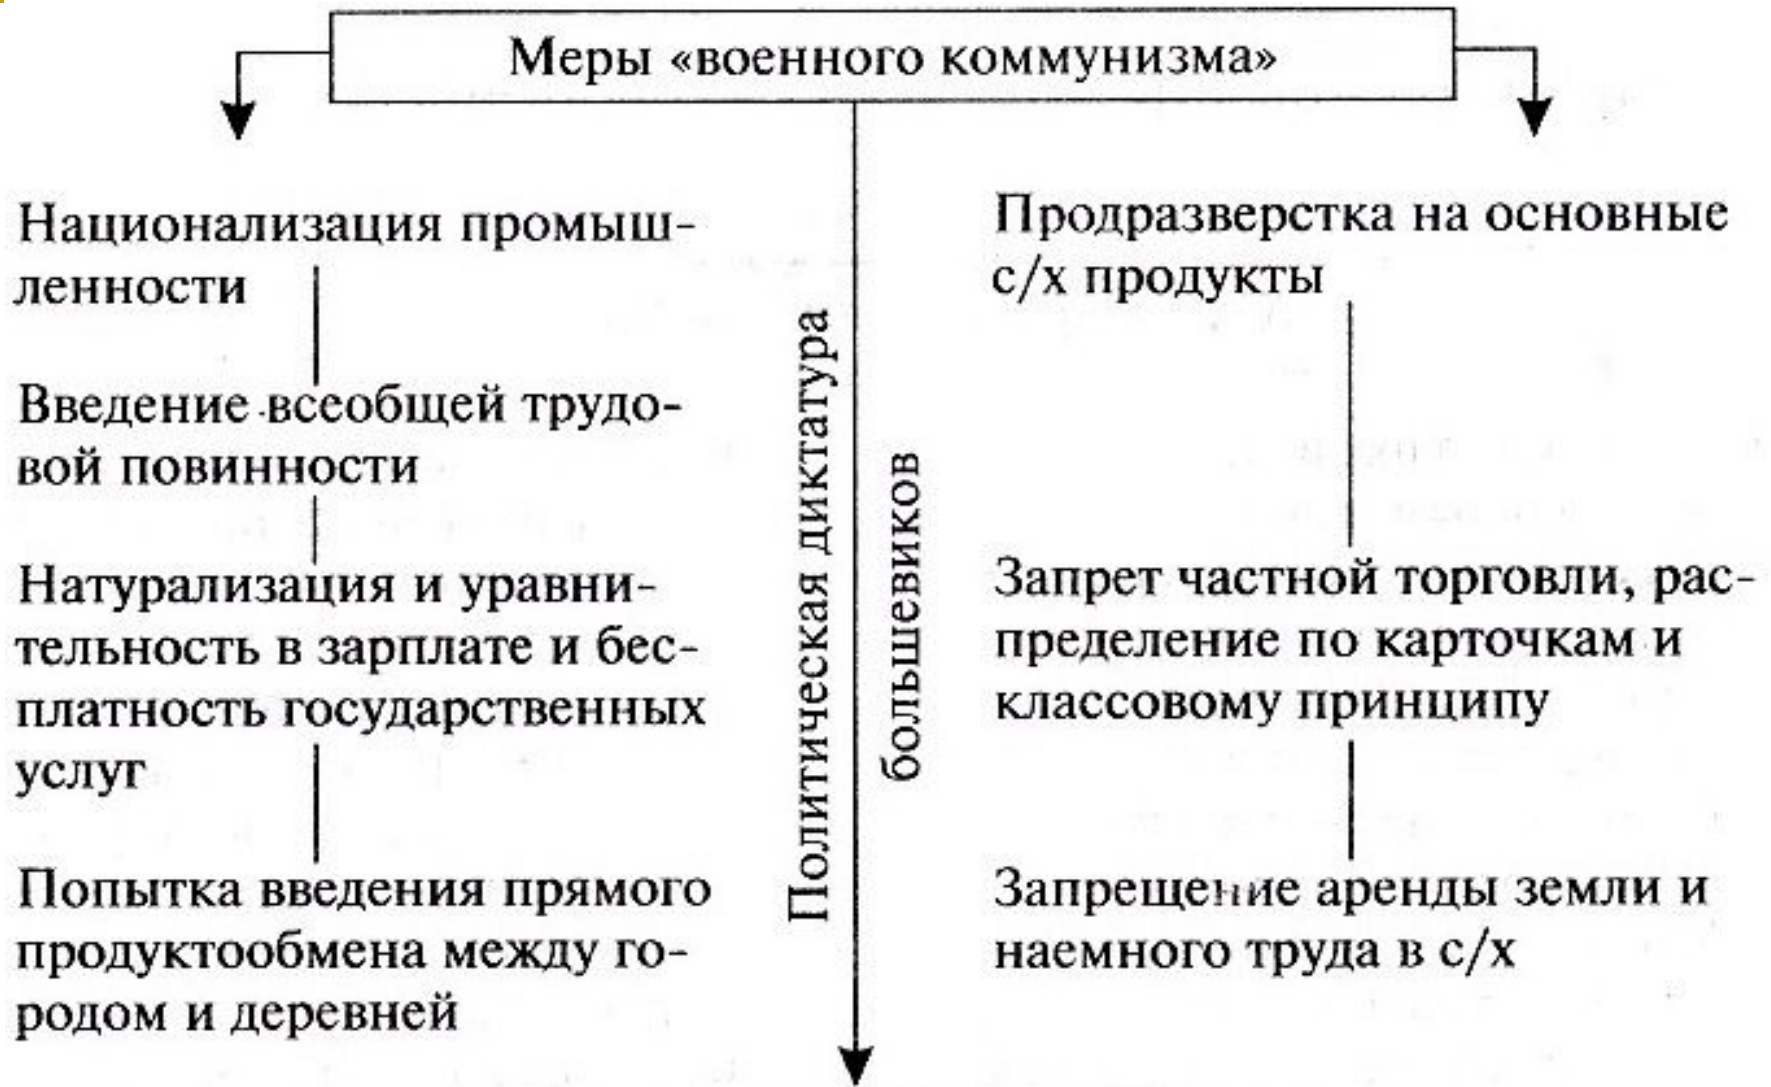 Меры «военного коммунизма»
Национализация промыш-
ленности
Введение всеобщей трудо-
вой повинности
Натурализация и уравни-
тельность в зарплате и бес-
платность государственных
услуг
Попытка введения прямого
продуктообмена между го-
родом и деревней
Политическая диктатура
большевиков
Продразверстка на основные
с/х продукты
Запрет частной торговли, рас-
пределение по карточкам и
классовому принципу
Запрещение аренды земли и
наемного труда в с/х